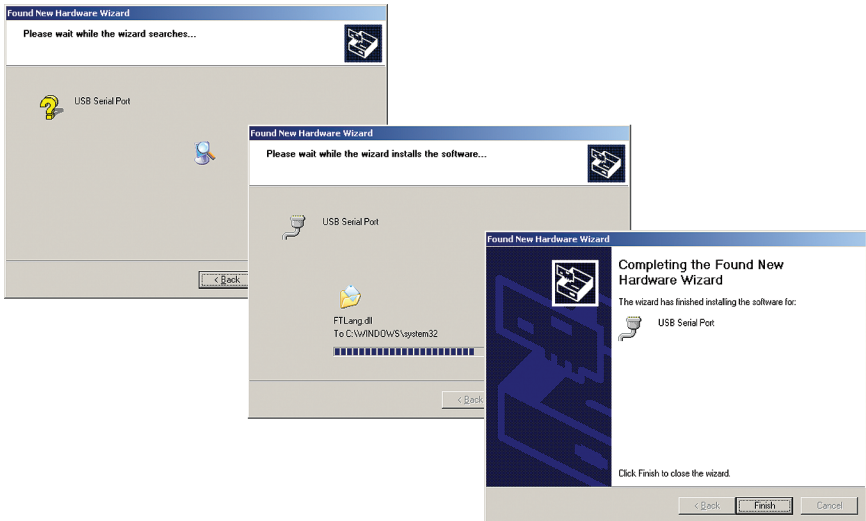 Found New Hardware Wizard
Please wait while the wizard searches...
USB Serial Port
< Back
Found New Hardware Wizard
Please wait while the wizard installs the software...
USB Serial Port
FTLang.dll
To C:\WINDOWS\system32
< Back
Found New Hardware Wizard
Completing the Found New
Hardware Wizard
The wizard has finished installing the software for:
USB Serial Port
Click Finish to close the wizard.
< Back Finish Cancel